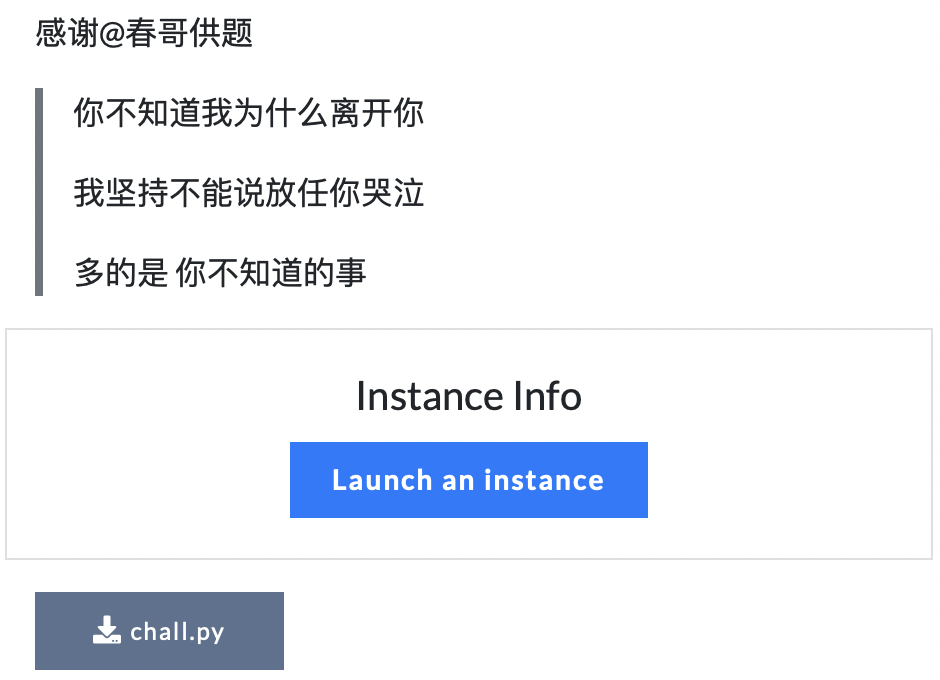 感谢@春哥供题
你不知道我为什么离开你
我坚持不能说放任你哭泣
多的是 你不知道的事
Instance Info
Launch an instance
chall.py